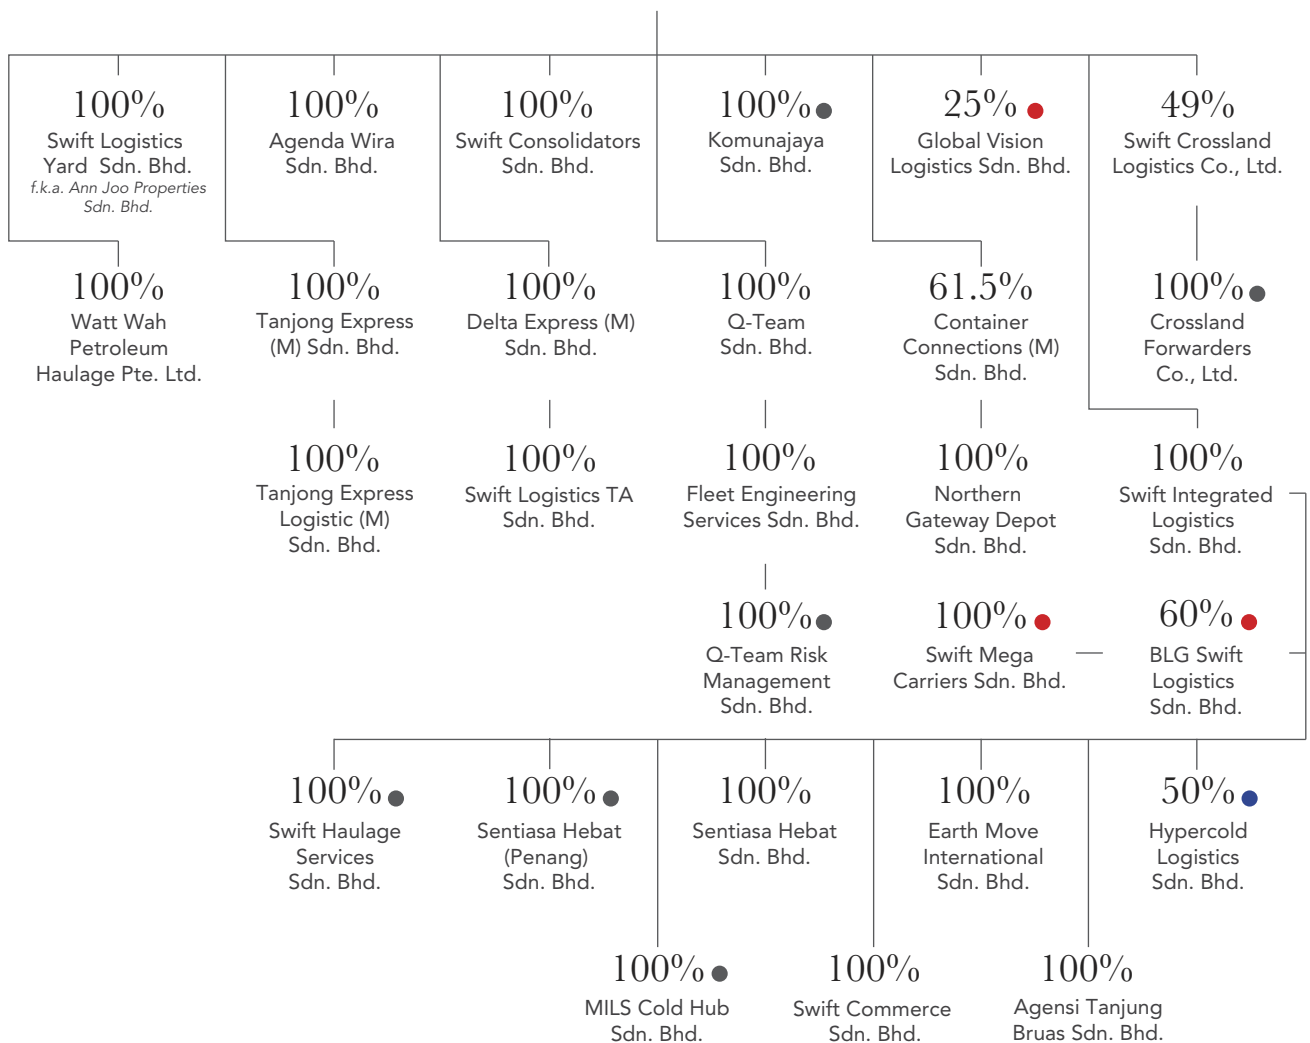 100%
Swift Logistics
Yard Sdn. Bhd.
f.k.a. Ann Joo Properties
Sdn. Bhd.
100%
Agenda Wira
Sdn. Bhd.
100%
Swift Consolidators
Sdn. Bhd.
100%
Komunajaya
Sdn. Bhd.
25%
Global Vision
Logistics Sdn. Bhd.
49%
Swift Crossland
Logistics Co., Ltd.
100%
Watt Wah
Petroleum
Haulage Pte. Ltd.
100%
Tanjong Express
(M) Sdn. Bhd.
100%
Delta Express (M)
Sdn. Bhd.
100%
Q-Team
Sdn. Bhd.
61.5%
Container
Connections (M)
Sdn. Bhd.
100%
Crossland
Forwarders
Co., Ltd.
100%
Tanjong Express
Logistic (M)
Sdn. Bhd.
100%
Swift Logistics TA
Sdn. Bhd.
100%
Fleet Engineering
Services Sdn. Bhd.
100%
Northern
Gateway Depot
Sdn. Bhd.
100%
Swift Integrated
Logistics
Sdn. Bhd.
100%
Q-Team Risk
Management
Sdn. Bhd.
100%
Swift Mega
Carriers Sdn. Bhd.
60%
BLG Swift
Logistics
Sdn. Bhd.
100%
Swift Haulage
Services
Sdn. Bhd.
100%
Sentiasa Hebat
(Penang)
Sdn. Bhd.
100%
Sentiasa Hebat
Sdn. Bhd.
100%
Earth Move
International
Sdn. Bhd.
50%
Hypercold
Logistics
Sdn. Bhd.
100%
MILS Cold Hub
Sdn. Bhd.
100%
Swift Commerce
Sdn. Bhd.
100%
Agensi Tanjung
Bruas Sdn. Bhd.